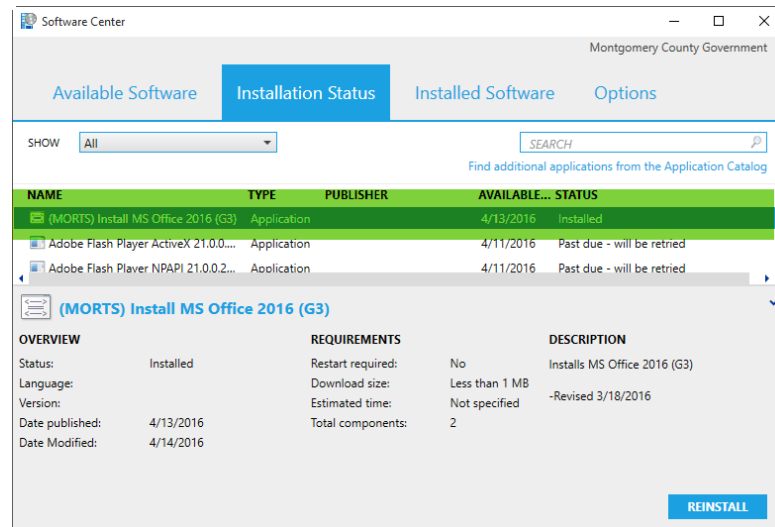 Software Center
Montgomery County Government
Available Software Installation Status Installed Software Options
SHOW All SEARCH
Find additional applications from the Application Catalog
NAME TYPE PUBLISHER AVAILABLE... STATUS
(MORTS) Install MS Office 2016 (G3) Application 4/13/2016 Installed
Adobe Flash Player ActiveX 21.0.0.... Application 4/11/2016 Past due - will be retried
Adobe Flash Player NPAPI 21.0.0.2... Application 4/11/2016 Past due - will be retried
(MORTS) Install MS Office 2016 (G3)
OVERVIEW REQUIREMENTS DESCRIPTION
Status: Installed Restart required: No Installs MS Office 2016 (G3)
Language: Download size: Less than 1 MB
Version: Estimated time: Not specified -Revised 3/18/2016
Date published: 4/13/2016 Total components: 2
Date Modified: 4/14/2016
REINSTALL